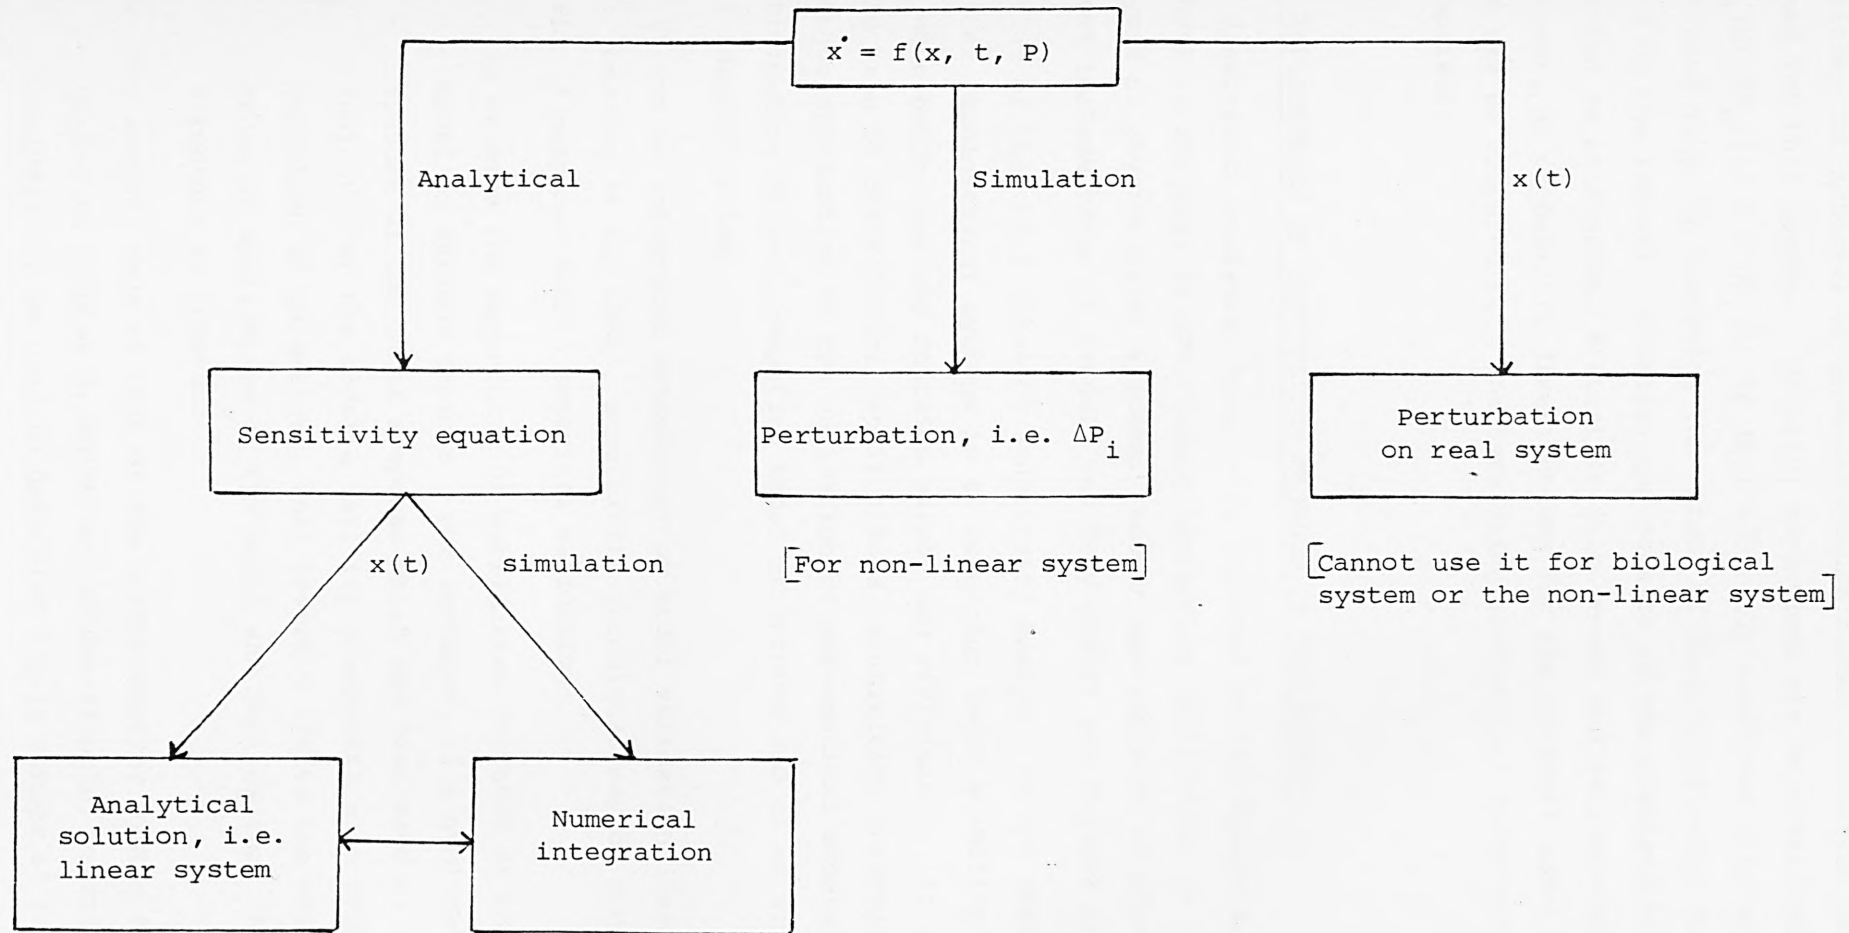 ẋ = f(x, t, P)
Analytical
Simulation
x(t)
Sensitivity equation
Perturbation, i.e. ΔP_i
Perturbation
on real system
[For non-linear system]
[Cannot use it for biological
system or the non-linear system]
x(t)
simulation
Analytical
solution, i.e.
linear system
Numerical
integration